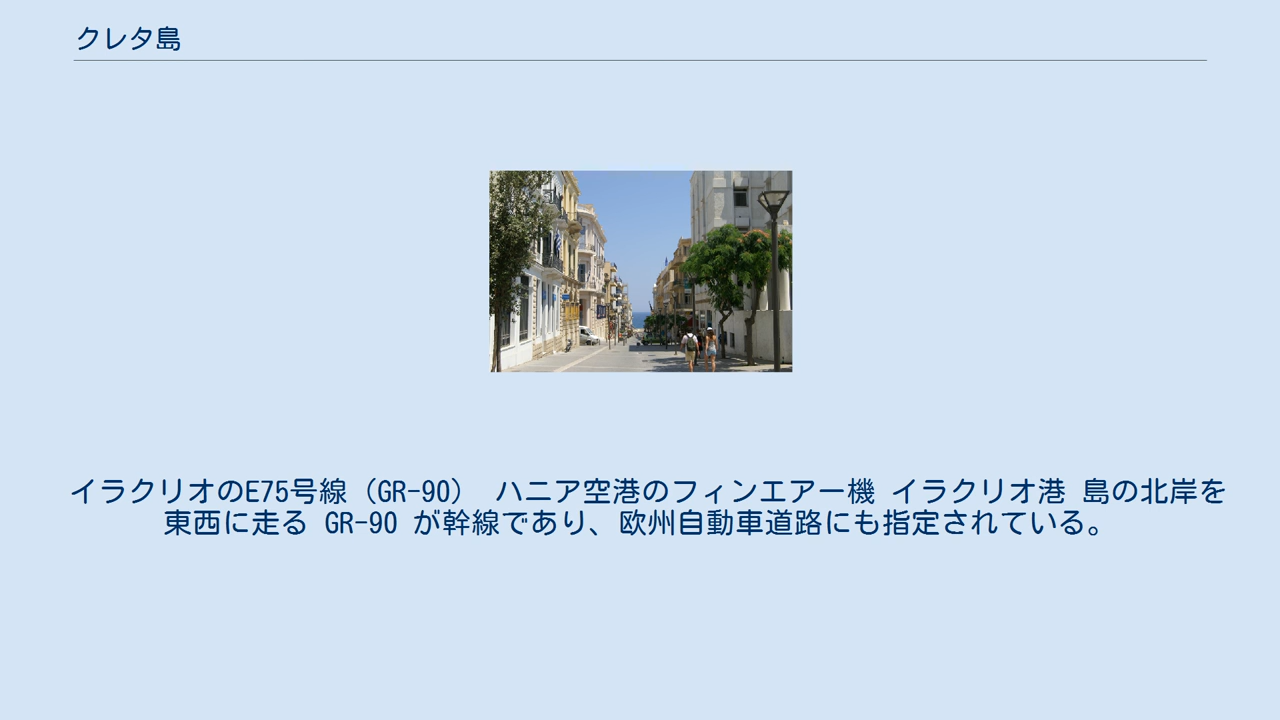 クレタ島
イラクリオのE75号線（GR-90） ハニア空港のフィンエアー機 イラクリオ港 島の北岸を
東西に走る GR-90 が幹線であり、欧州自動車道路にも指定されている。